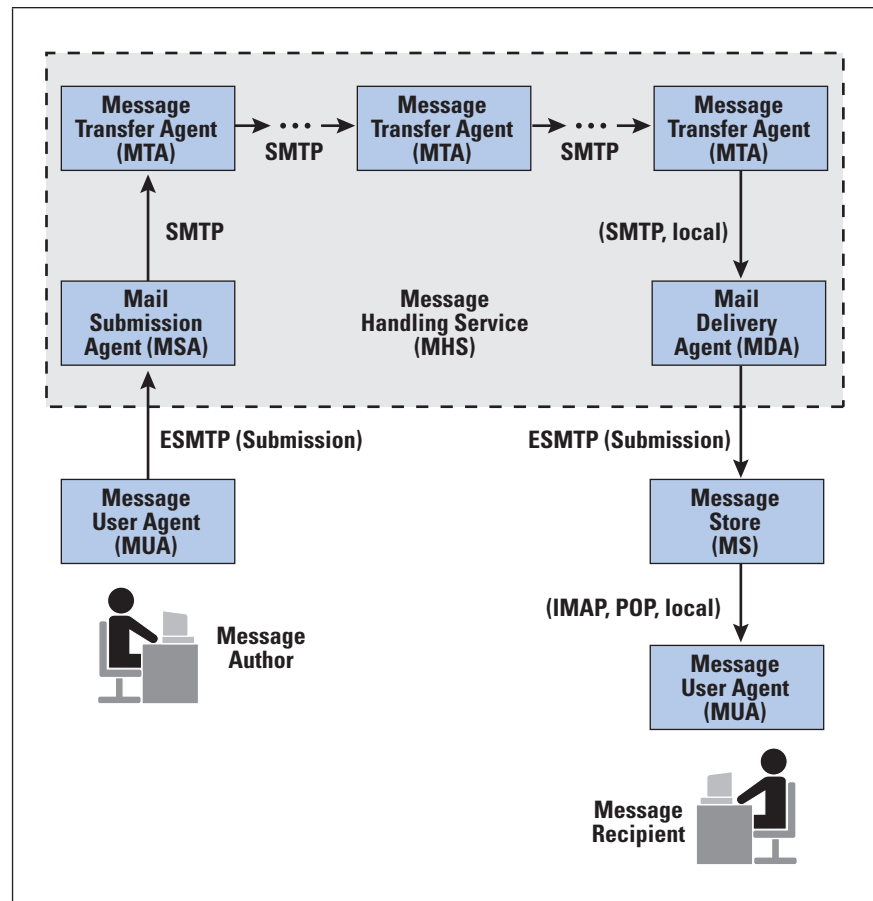 Message
Transfer Agent
(MTA)
SMTP
Message
Transfer Agent
(MTA)
SMTP
Message
Transfer Agent
(MTA)
SMTP
(SMTP, local)
Mail
Submission
Agent (MSA)
Message
Handling Service
(MHS)
Mail
Delivery
Agent (MDA)
ESMTP (Submission)
ESMTP (Submission)
Message
User Agent
(MUA)
Message
Store
(MS)
(IMAP, POP, local)
Message
Author
Message
User Agent
(MUA)
Message
Recipient